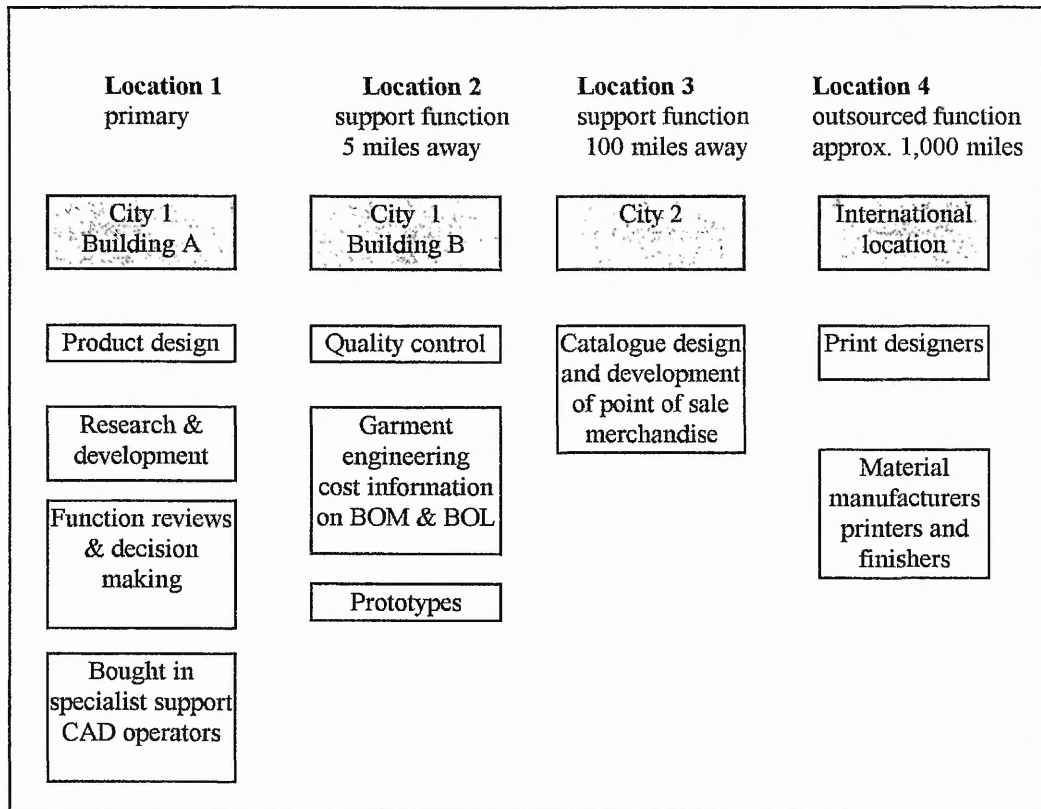 Location 1
primary
Location 2
support function
5 miles away
Location 3
support function
100 miles away
Location 4
outsourced function
approx. 1,000 miles
City 1
Building A
City 1
Building B
City 2
International
location
Product design
Research &
development
Function reviews
& decision
making
Bought in
specialist support
CAD operators
Quality control
Garment
engineering
cost information
on BOM & BOL
Prototypes
Catalogue design
and development
of point of sale
merchandise
Print designers
Material
manufacturers
printers and
finishers